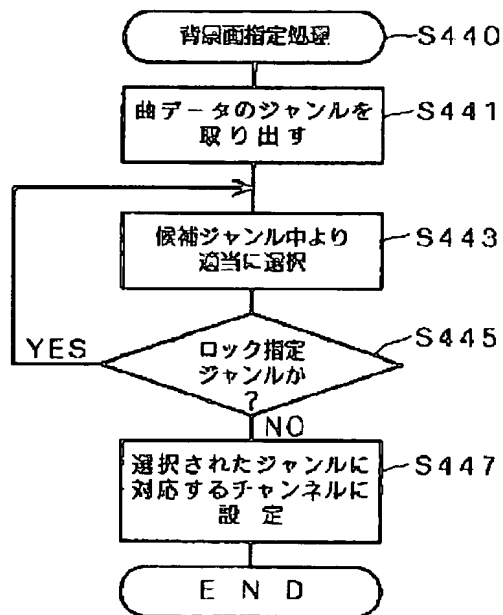 背景画指定処理
S440
曲データのジャンルを
取り出す
S441
候補ジャンル中より
適当に選択
S443
ロック指定
ジャンルか
?
S445
YES
NO
選択されたジャンルに
対応するチャンネルに
設定
S447
END